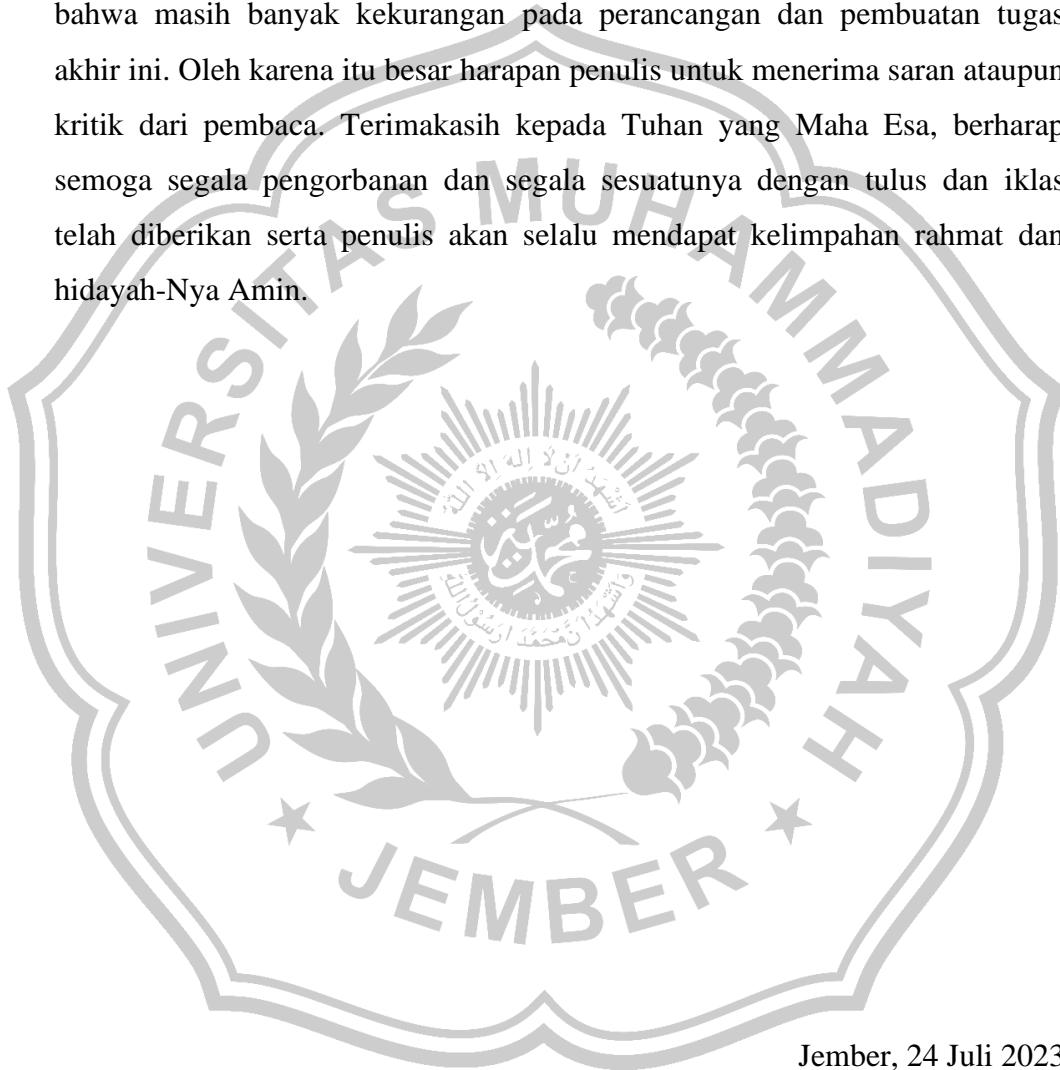 bahwa masih banyak kekurangan pada perancangan dan pembuatan tugas
akhir ini. Oleh karena itu besar harapan penulis untuk menerima saran ataupun
kritik dari pembaca. Terimakasih kepada Tuhan yang Maha Esa, berharap
semoga segala pengorbanan dan segala sesuatunya dengan tulus dan iklas
telah diberikan serta penulis akan selalu mendapat kelimpahan rahmat dan
hidayah-Nya Amin.
UNIVERSITAS MUHAMMADIYAH
JEMBER
Jember, 24 Juli 2023